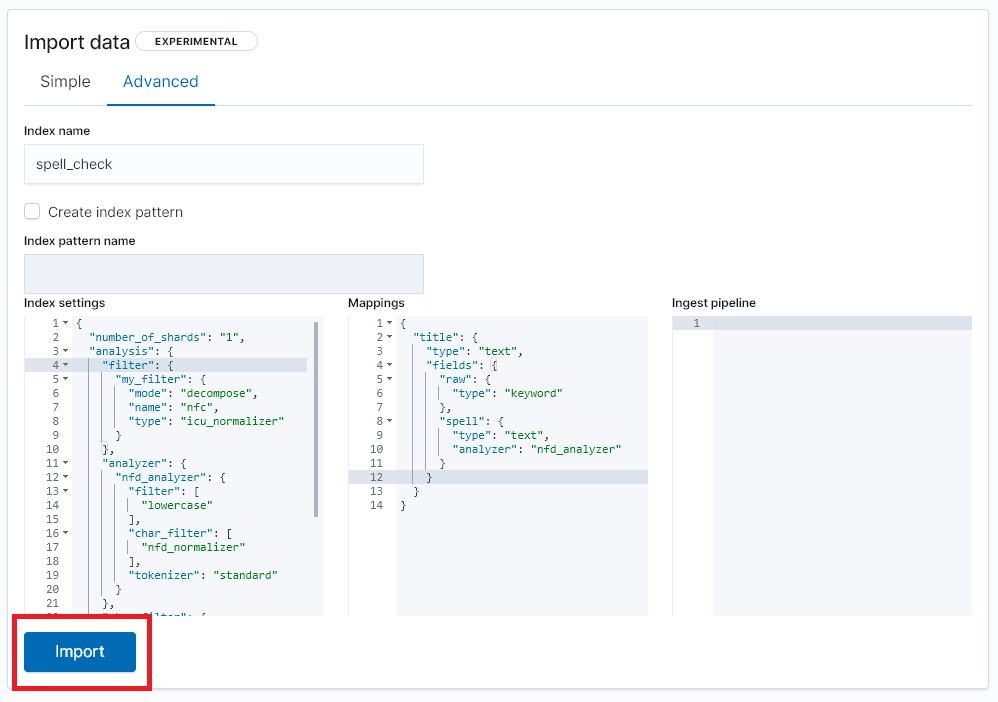 Import data EXPERIMENTAL
Simple Advanced
Index name
spell_check
Create index pattern
Index pattern name
Index settings
1 {
2 "number_of_shards": "1",
3 "analysis": {
4 "filter": {
5 "my_filter": {
6 "mode": "decompose",
7 "name": "nfc",
8 "type": "icu_normalizer"
9 }
10 },
11 "analyzer": {
12 "nfd_analyzer": {
13 "filter": [
14 "lowercase"
15 ],
16 "char_filter": [
17 "nfd_normalizer"
18 ],
19 "tokenizer": "standard"
20 }
21 },
Mappings
1 {
2 "title": {
3 "type": "text",
4 "fields": {
5 "raw": {
6 "type": "keyword"
7 },
8 "spell": {
9 "type": "text",
10 "analyzer": "nfd_analyzer"
11 }
12 }
13 }
14 }
Ingest pipeline
1
Import